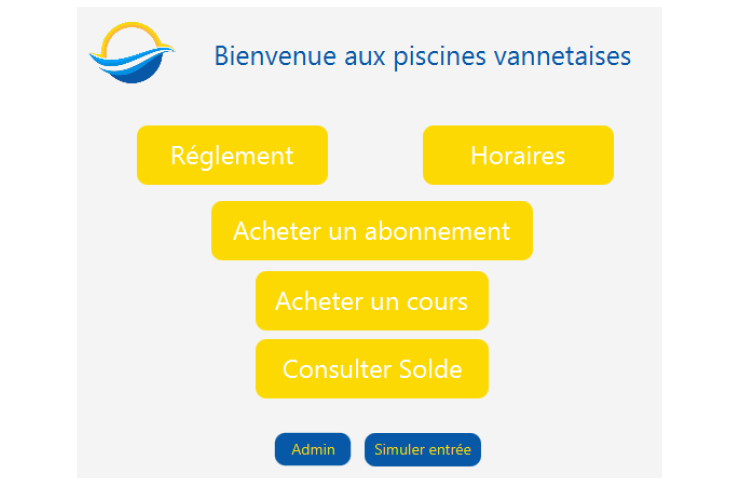 Bienvenue aux piscines vannetaises
Réglement
Horaires
Acheter un abonnement
Acheter un cours
Consulter Solde
Admin
Simuler entrée